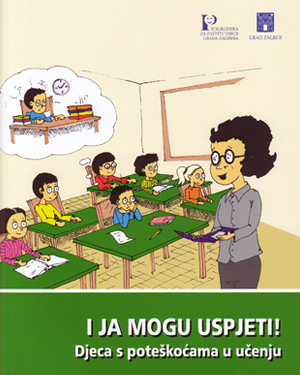 POLIKLINIKA
ZA ZAŠTITU DJECE
GRADA ZAGREBA
GRAD ZAGREB
I JA MOGU USPJETI!
Djeca s poteškoćama u učenju